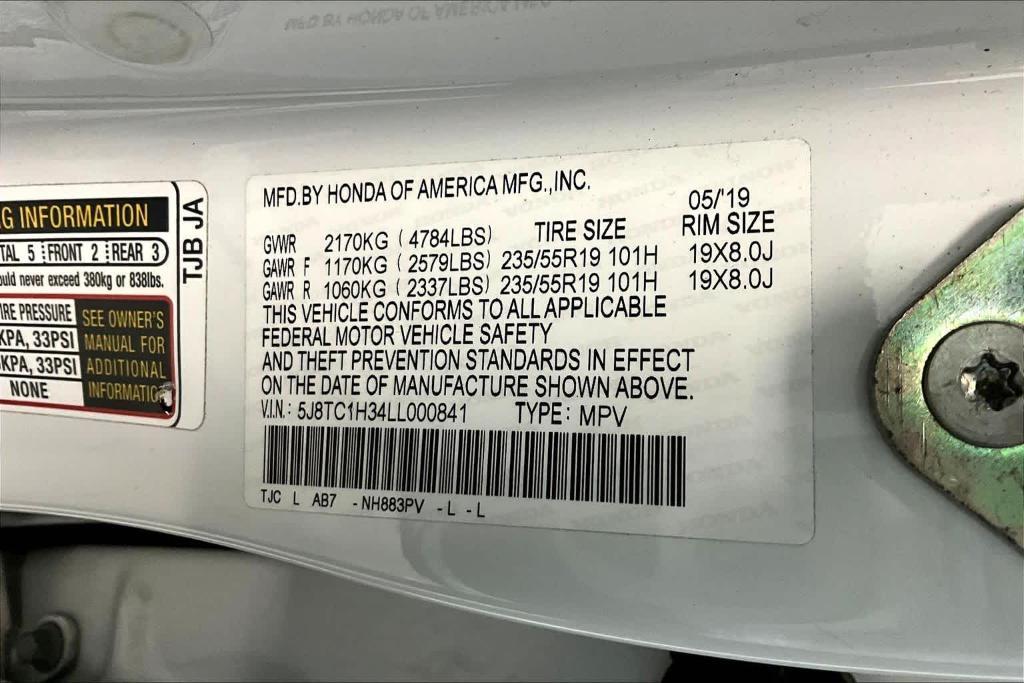 MFD.BY HONDA OF AMERICA MFG.,INC.
05/'19
GVWR 2170KG ( 4784LBS) TIRE SIZE RIM SIZE
GAWR F 1170KG ( 2579LBS) 235/55R19 101H 19X8.0J
GAWR R 1060KG ( 2337LBS) 235/55R19 101H 19X8.0J
THIS VEHICLE CONFORMS TO ALL APPLICABLE
FEDERAL MOTOR VEHICLE SAFETY
AND THEFT PREVENTION STANDARDS IN EFFECT
ON THE DATE OF MANUFACTURE SHOWN ABOVE.
V.I.N.: 5J8TC1H34LL000841 TYPE: MPV
TJC L AB7 -NH883PV -L -L
INFORMATION
5 FRONT 2 REAR 3
never exceed 380kg or 838lbs.
PRESSURE
KPA, 33PSI
KPA, 33PSI
NONE
SEE OWNER'S
MANUAL FOR
ADDITIONAL
TJB JA